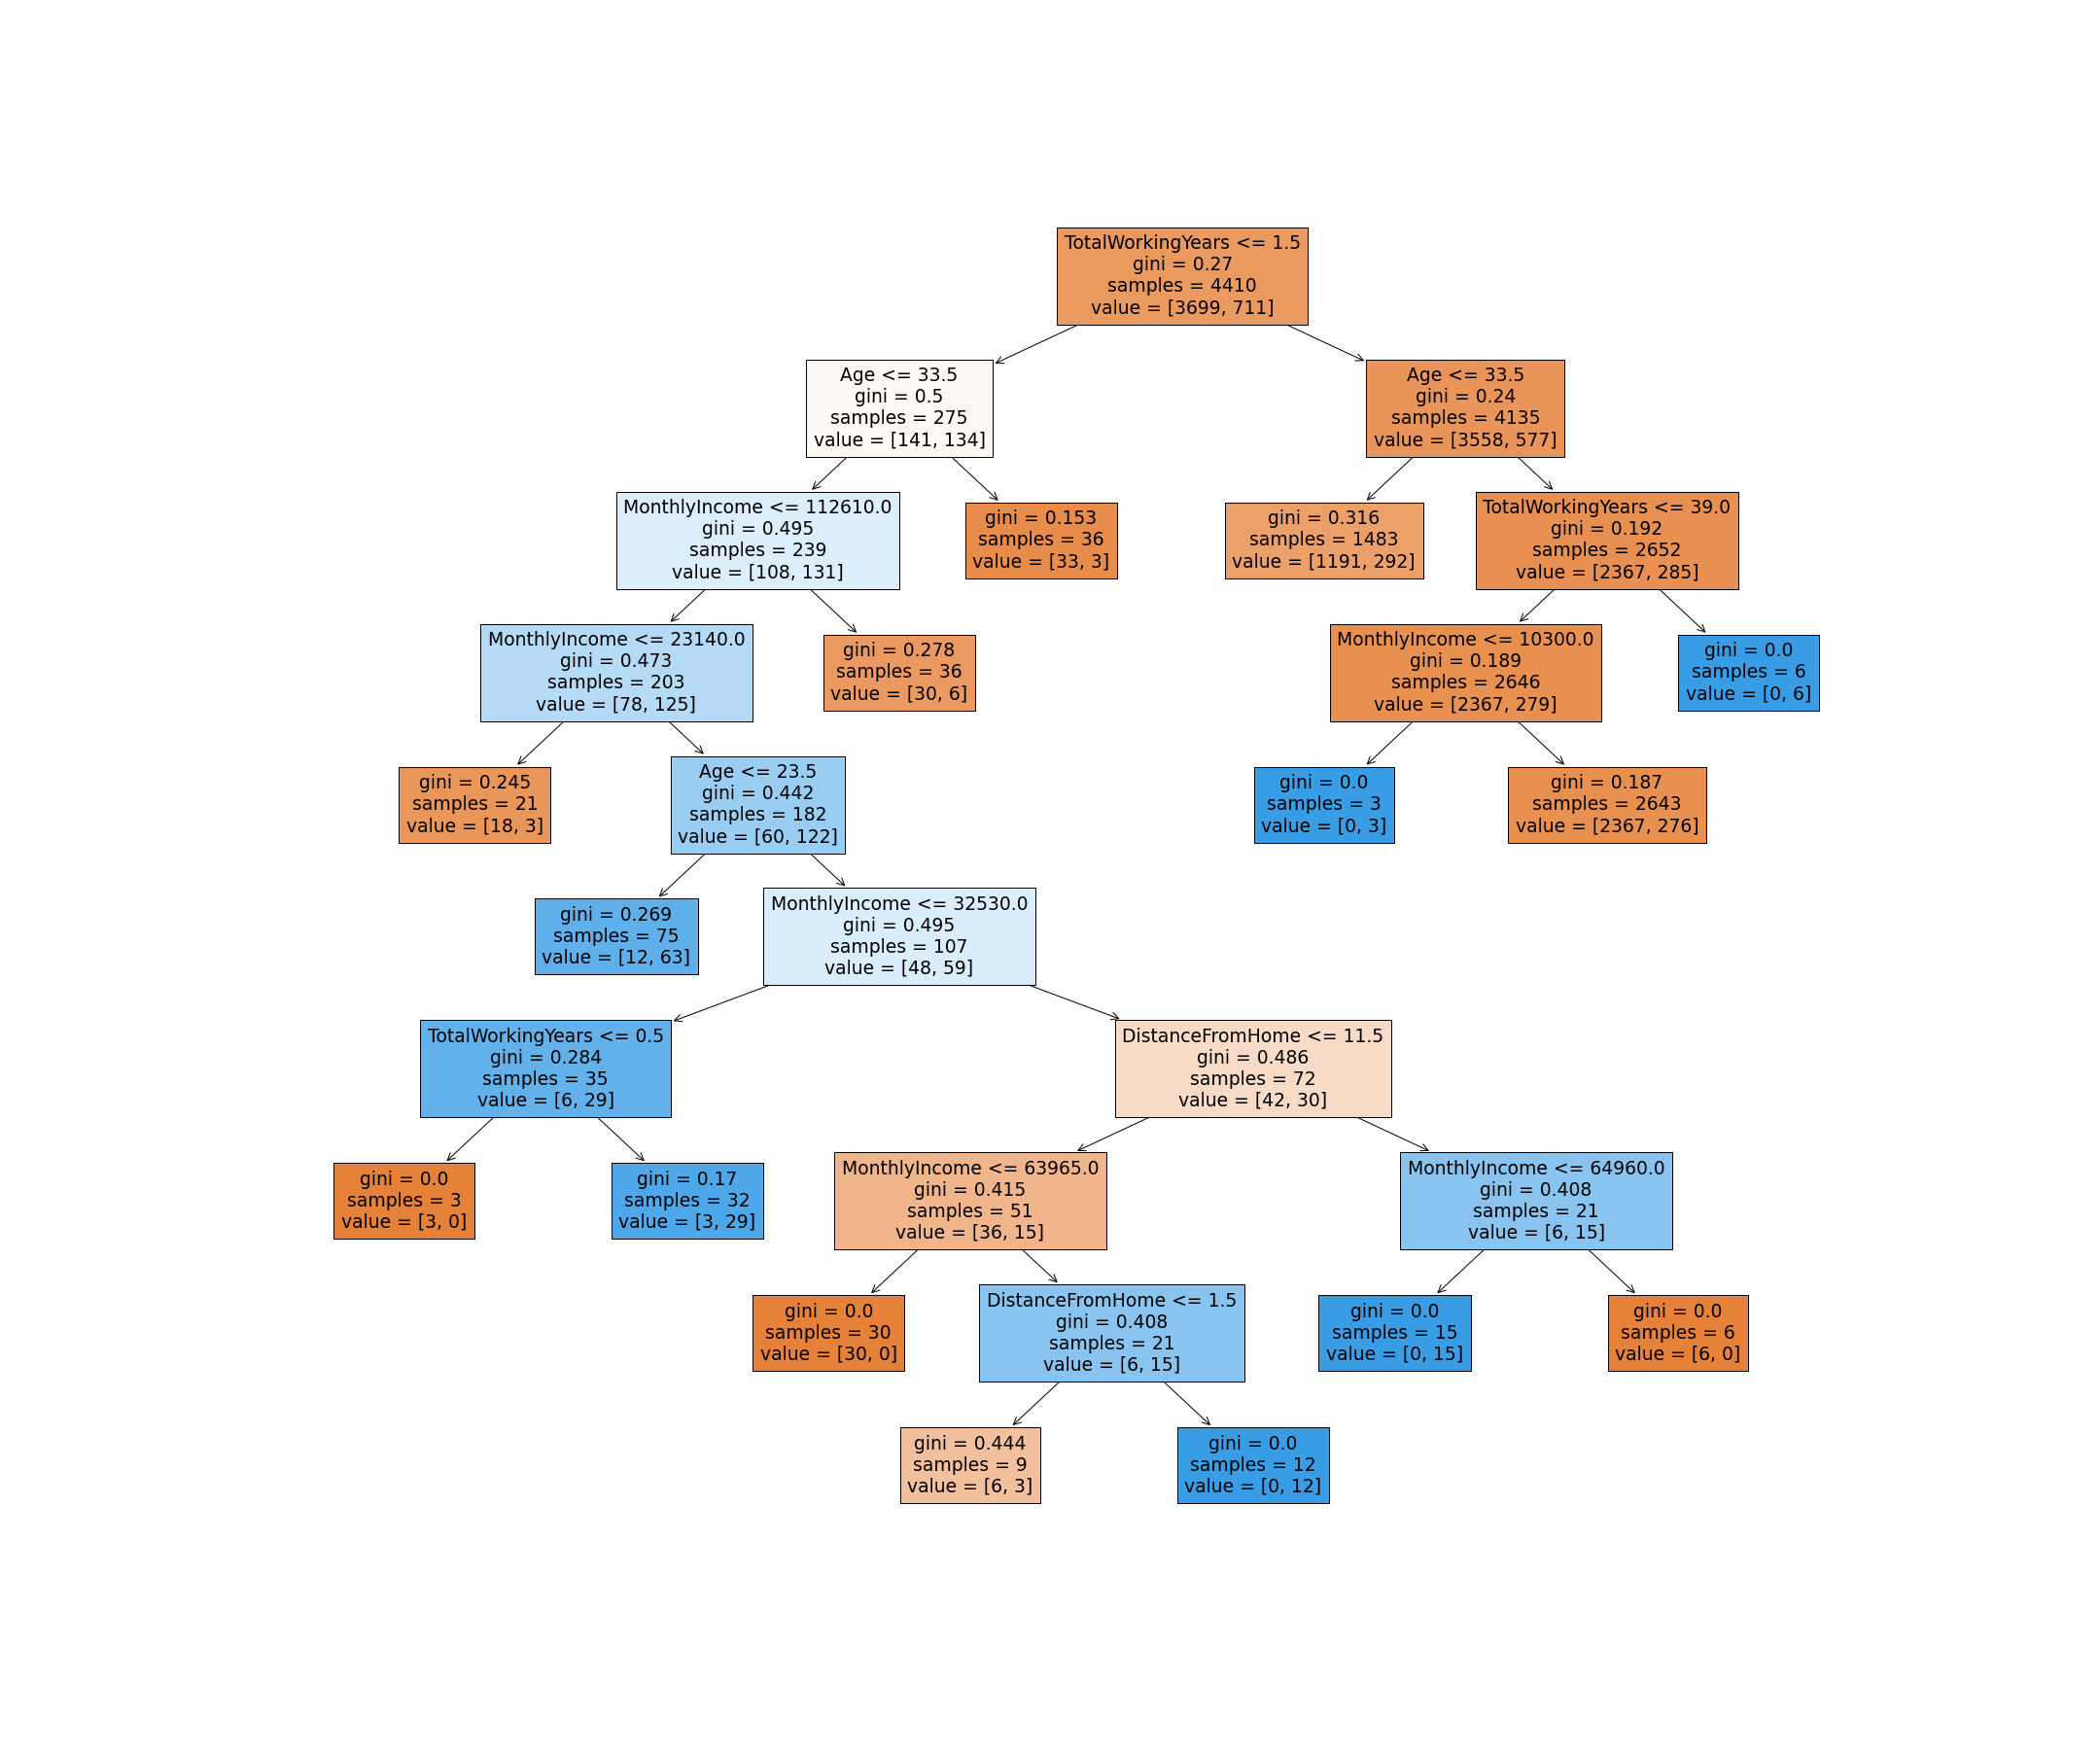 TotalWorkingYears <= 1.5
gini = 0.27
samples = 4410
value = [3699, 711]
Age <= 33.5
gini = 0.5
samples = 275
value = [141, 134]
Age <= 33.5
gini = 0.24
samples = 4135
value = [3558, 577]
MonthlyIncome <= 112610.0
gini = 0.495
samples = 239
value = [108, 131]
gini = 0.153
samples = 36
value = [33, 3]
gini = 0.316
samples = 1483
value = [1191, 292]
TotalWorkingYears <= 39.0
gini = 0.192
samples = 2652
value = [2367, 285]
MonthlyIncome <= 23140.0
gini = 0.473
samples = 203
value = [78, 125]
gini = 0.278
samples = 36
value = [30, 6]
MonthlyIncome <= 10300.0
gini = 0.189
samples = 2646
value = [2367, 279]
gini = 0.0
samples = 6
value = [0, 6]
gini = 0.245
samples = 21
value = [18, 3]
Age <= 23.5
gini = 0.442
samples = 182
value = [60, 122]
gini = 0.0
samples = 3
value = [0, 3]
gini = 0.187
samples = 2643
value = [2367, 276]
gini = 0.269
samples = 75
value = [12, 63]
MonthlyIncome <= 32530.0
gini = 0.495
samples = 107
value = [48, 59]
TotalWorkingYears <= 0.5
gini = 0.284
samples = 35
value = [6, 29]
DistanceFromHome <= 11.5
gini = 0.486
samples = 72
value = [42, 30]
gini = 0.0
samples = 3
value = [3, 0]
gini = 0.17
samples = 32
value = [3, 29]
MonthlyIncome <= 63965.0
gini = 0.415
samples = 51
value = [36, 15]
MonthlyIncome <= 64960.0
gini = 0.408
samples = 21
value = [6, 15]
gini = 0.0
samples = 30
value = [30, 0]
DistanceFromHome <= 1.5
gini = 0.408
samples = 21
value = [6, 15]
gini = 0.0
samples = 15
value = [0, 15]
gini = 0.0
samples = 6
value = [6, 0]
gini = 0.444
samples = 9
value = [6, 3]
gini = 0.0
samples = 12
value = [0, 12]